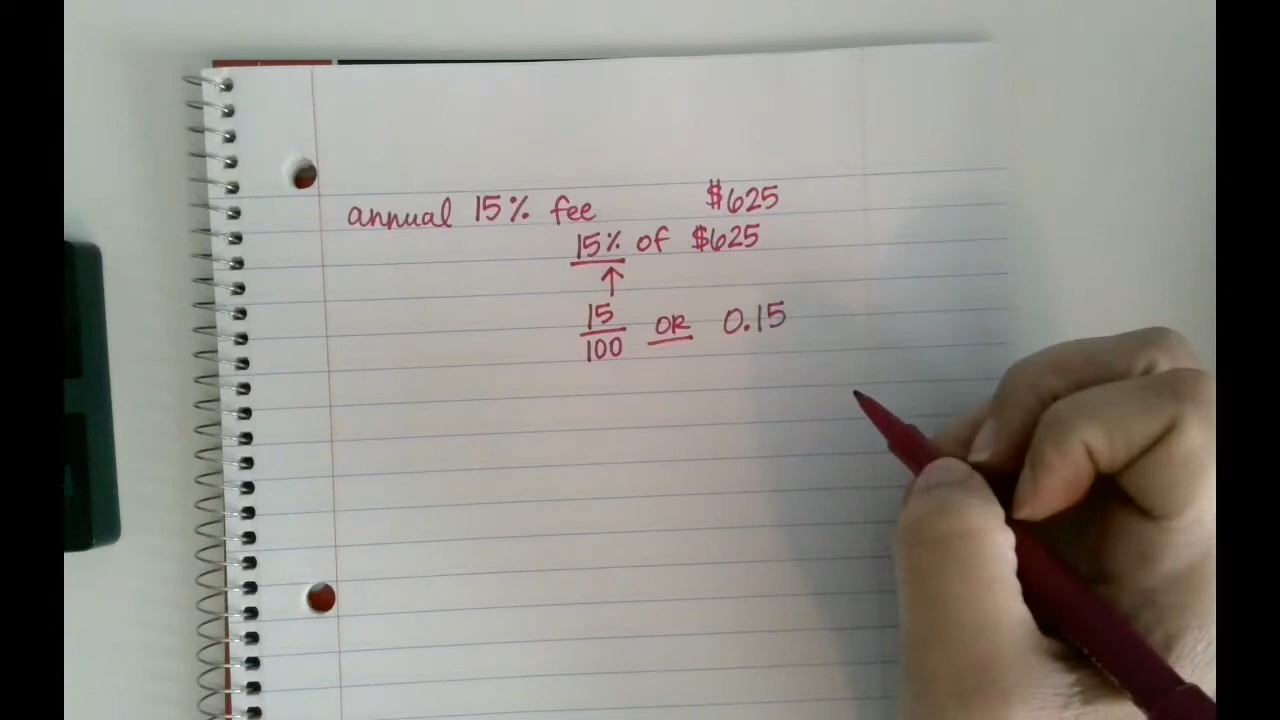 annual 15% fee $625
15% of $625
↑
15/100 OR 0.15